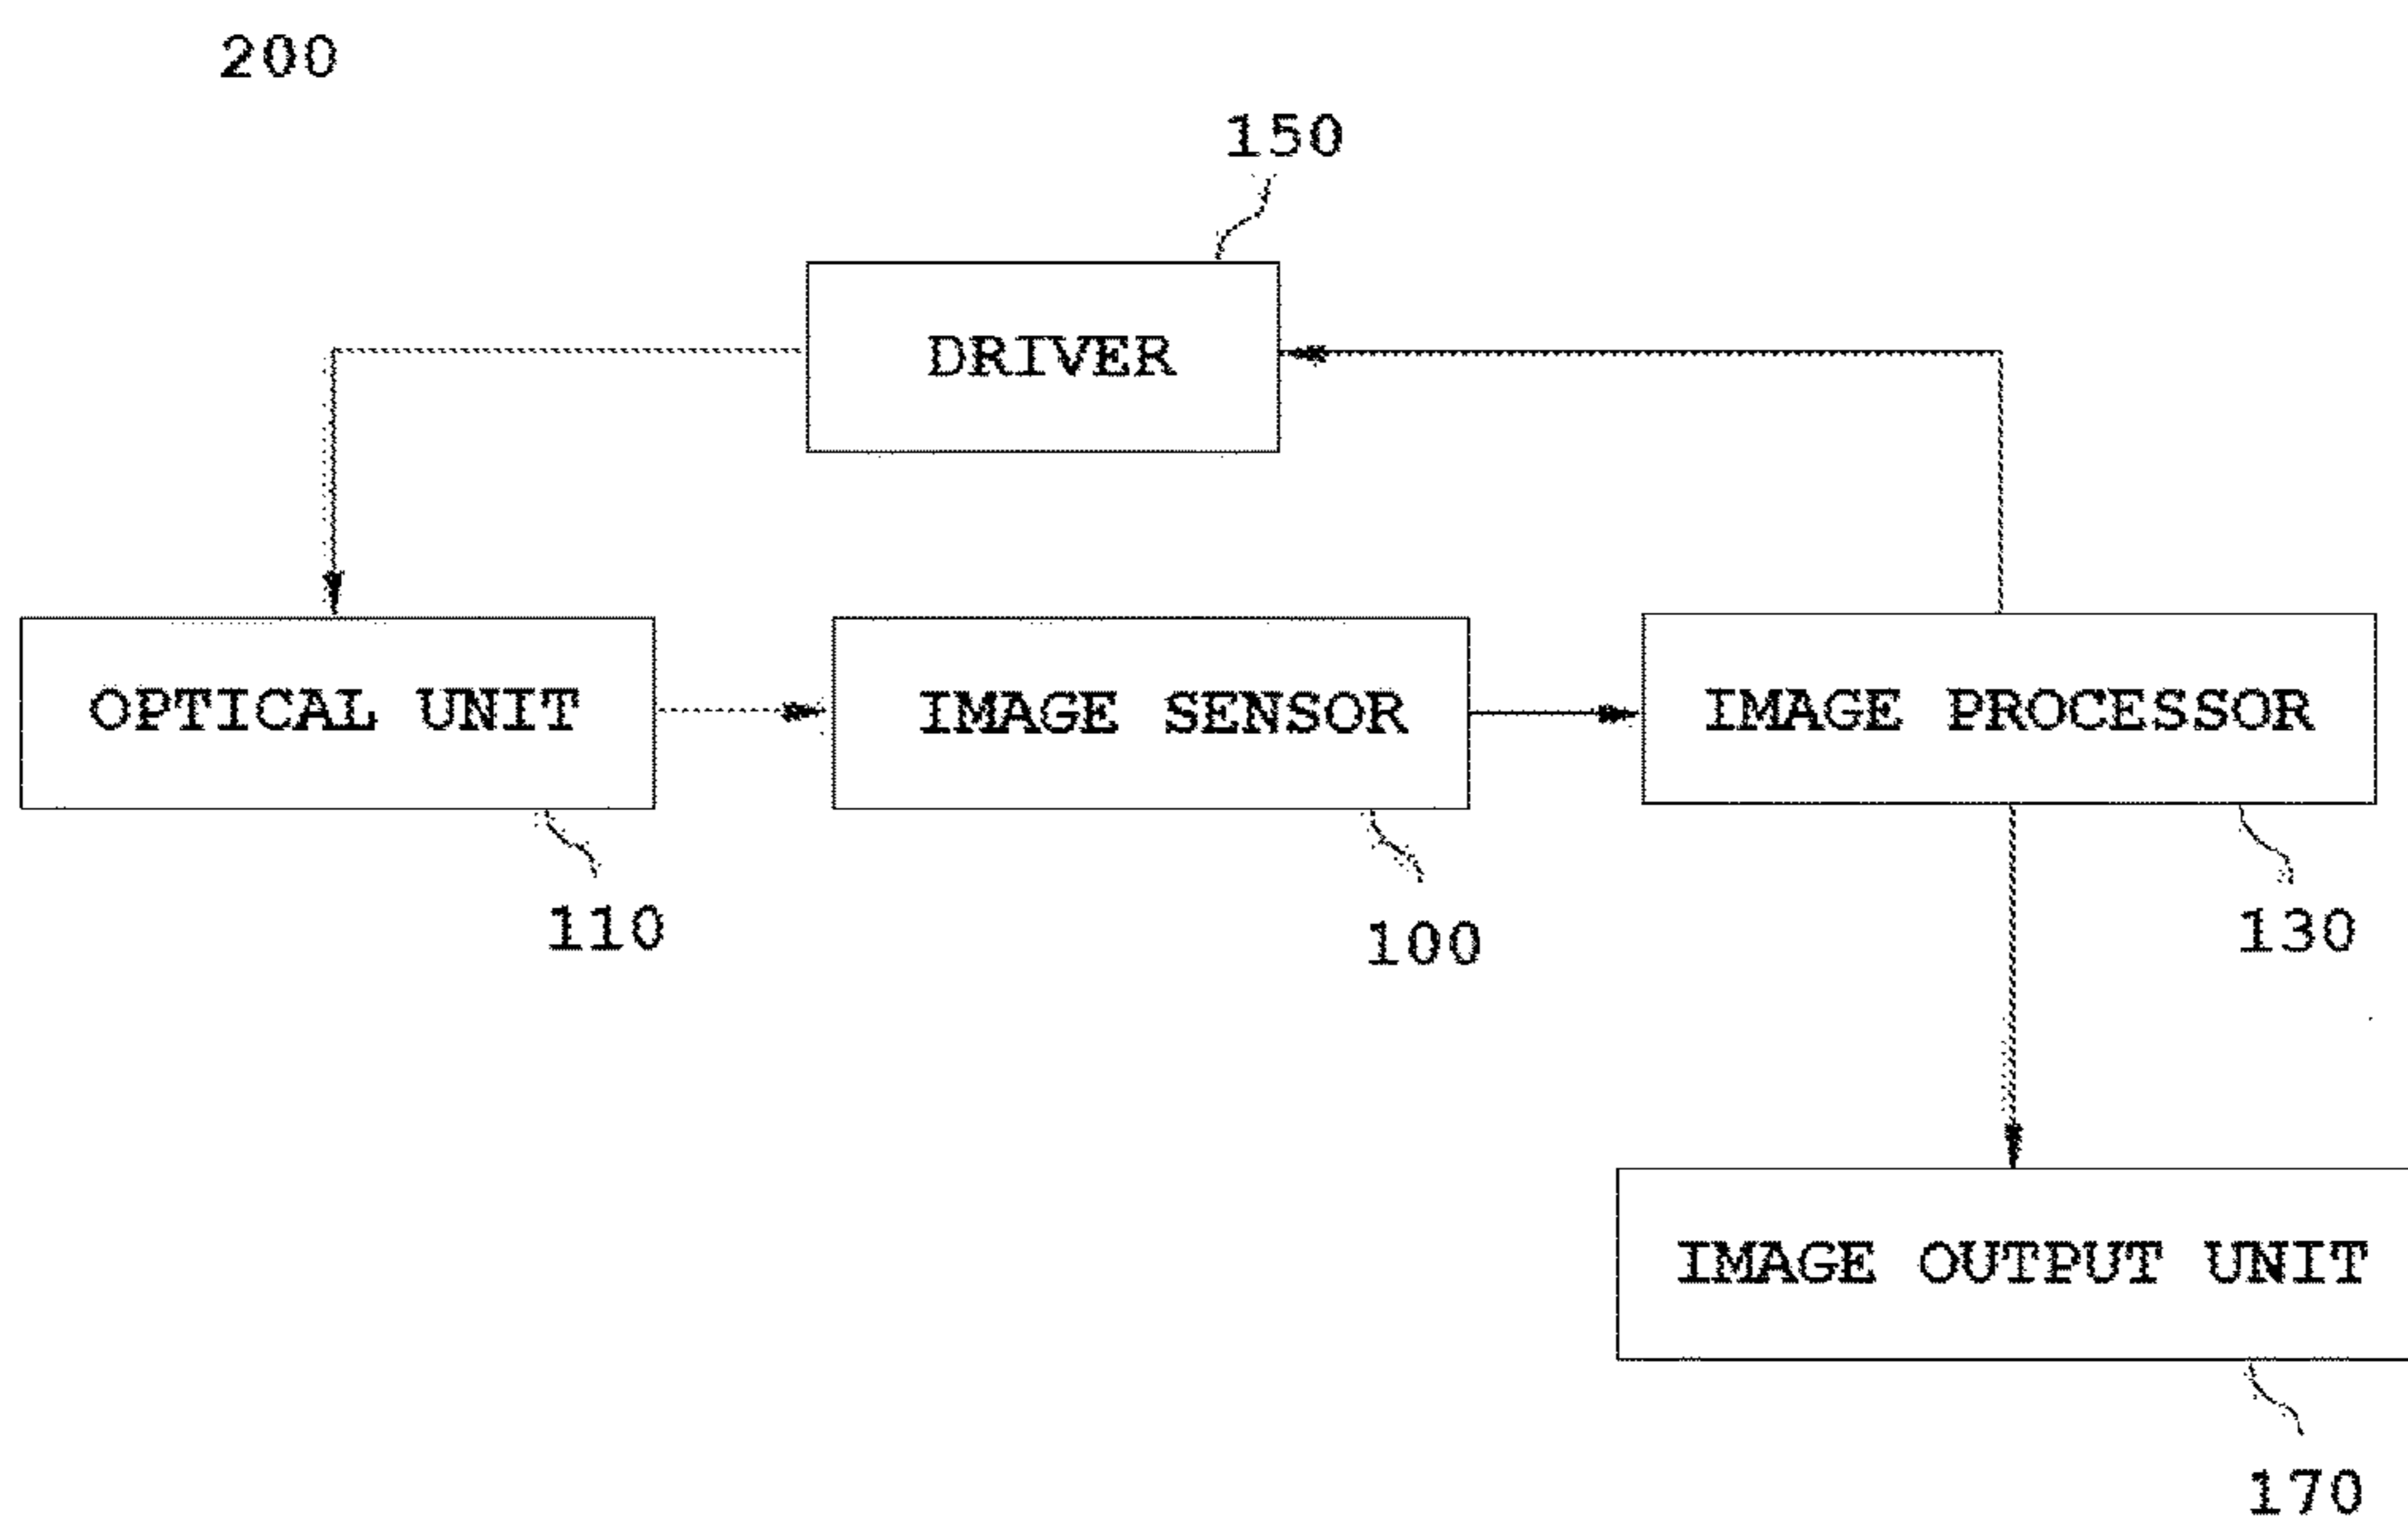 200
150
DRIVER
OPTICAL UNIT
IMAGE SENSOR
IMAGE PROCESSOR
110
100
130
IMAGE OUTPUT UNIT
170